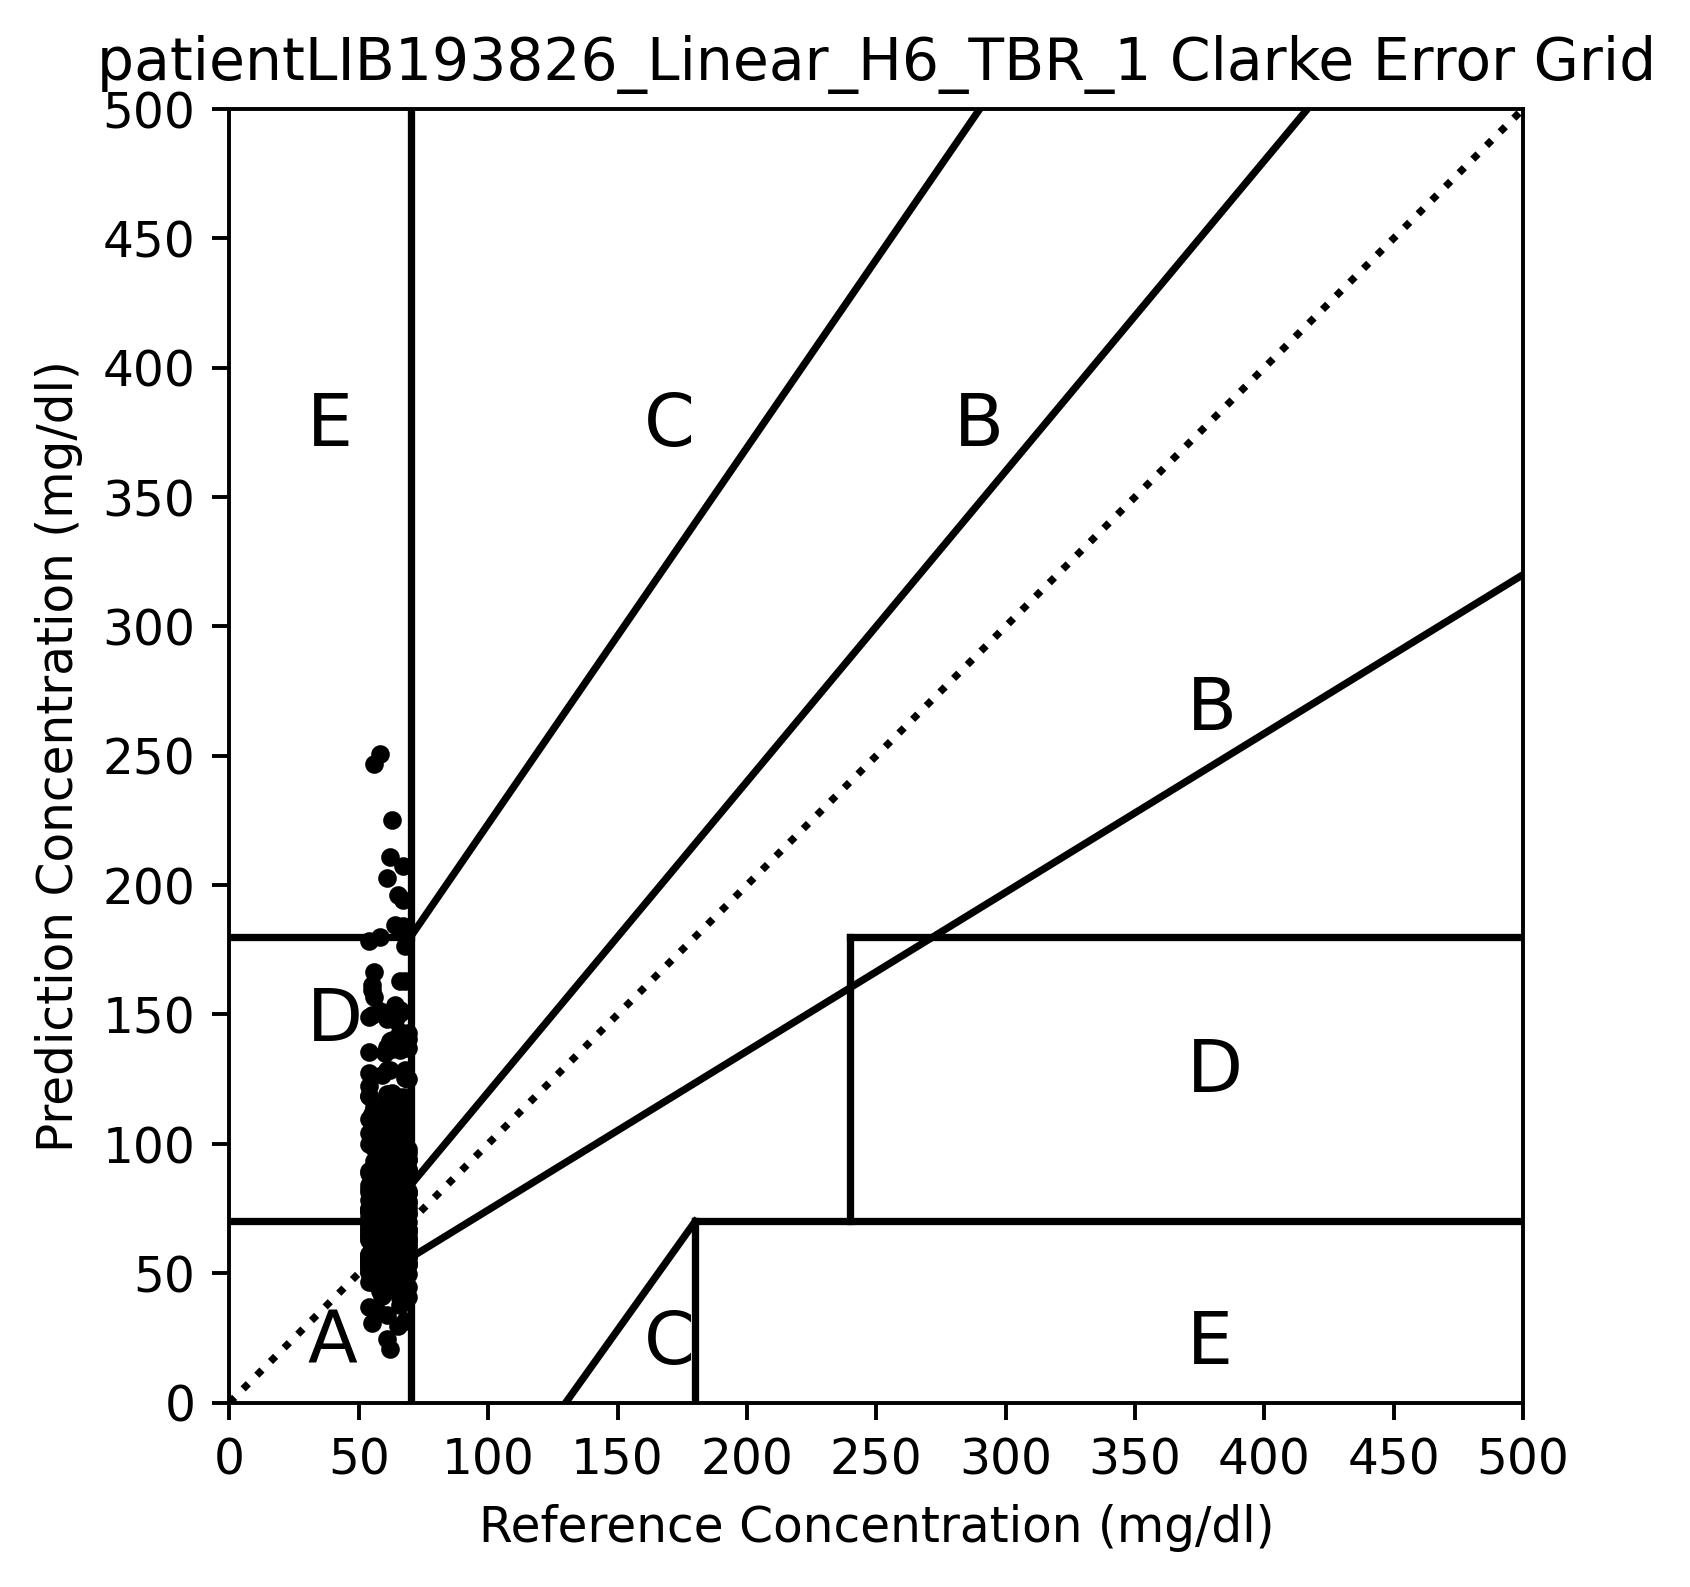 patientLIB193826_Linear_H6_TBR_1 Clarke Error Grid
500
450
400
350
300
250
200
150
100
50
0
Prediction Concentration (mg/dl)
E
C
B
B
D
D
A
C
E
0 50 100 150 200 250 300 350 400 450 500
Reference Concentration (mg/dl)